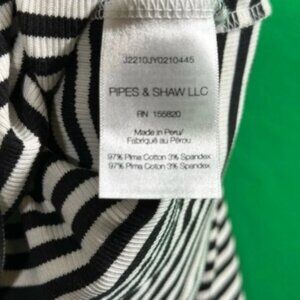 J2210JY0210445
PIPES & SHAW LLC
RN 155820
Made in Peru/
Fabriqué au Pérou
97% Pima Cotton 3% Spandex
97% Pima Cotton 3% Spandex